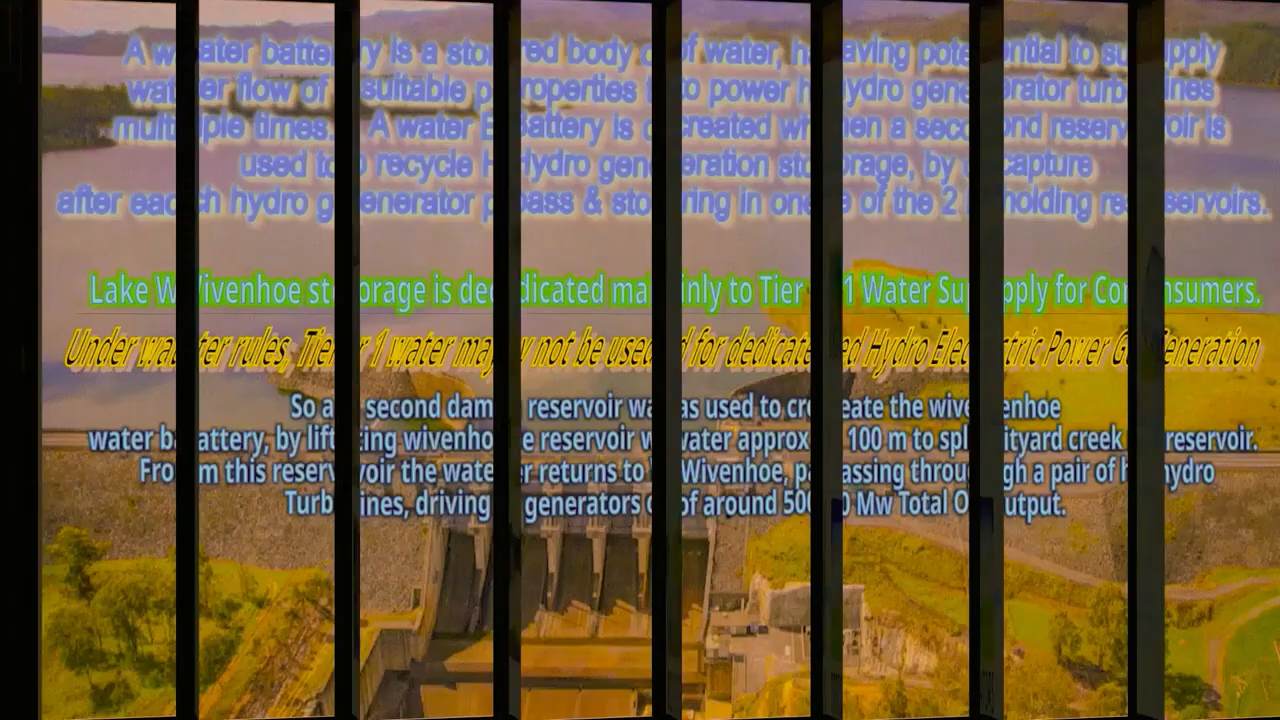 A water battery is a stored body of water, having potential to supply
water flow of suitable properties to power hydro generator turbines
multiple times. A water Battery is created when a second reservoir is
used to recycle Hydro generation storage, by capture
after each hydro generator pass & storing in one of the 2 holding reservoirs.
Lake Wivenhoe storage is dedicated mainly to Tier 1 Water Supply for Consumers.
Under water rules, Tier 1 water may not be used for dedicated Hydro Electric Power Generation
So a second dam reservoir was used to create the wivenhoe
water battery, by lifting wivenhoe reservoir water approx 100 m to splityard creek reservoir.
From this reservoir the water returns to Wivenhoe, passing through a pair of hydro
Turbines, driving generators of around 500 Mw Total Output.